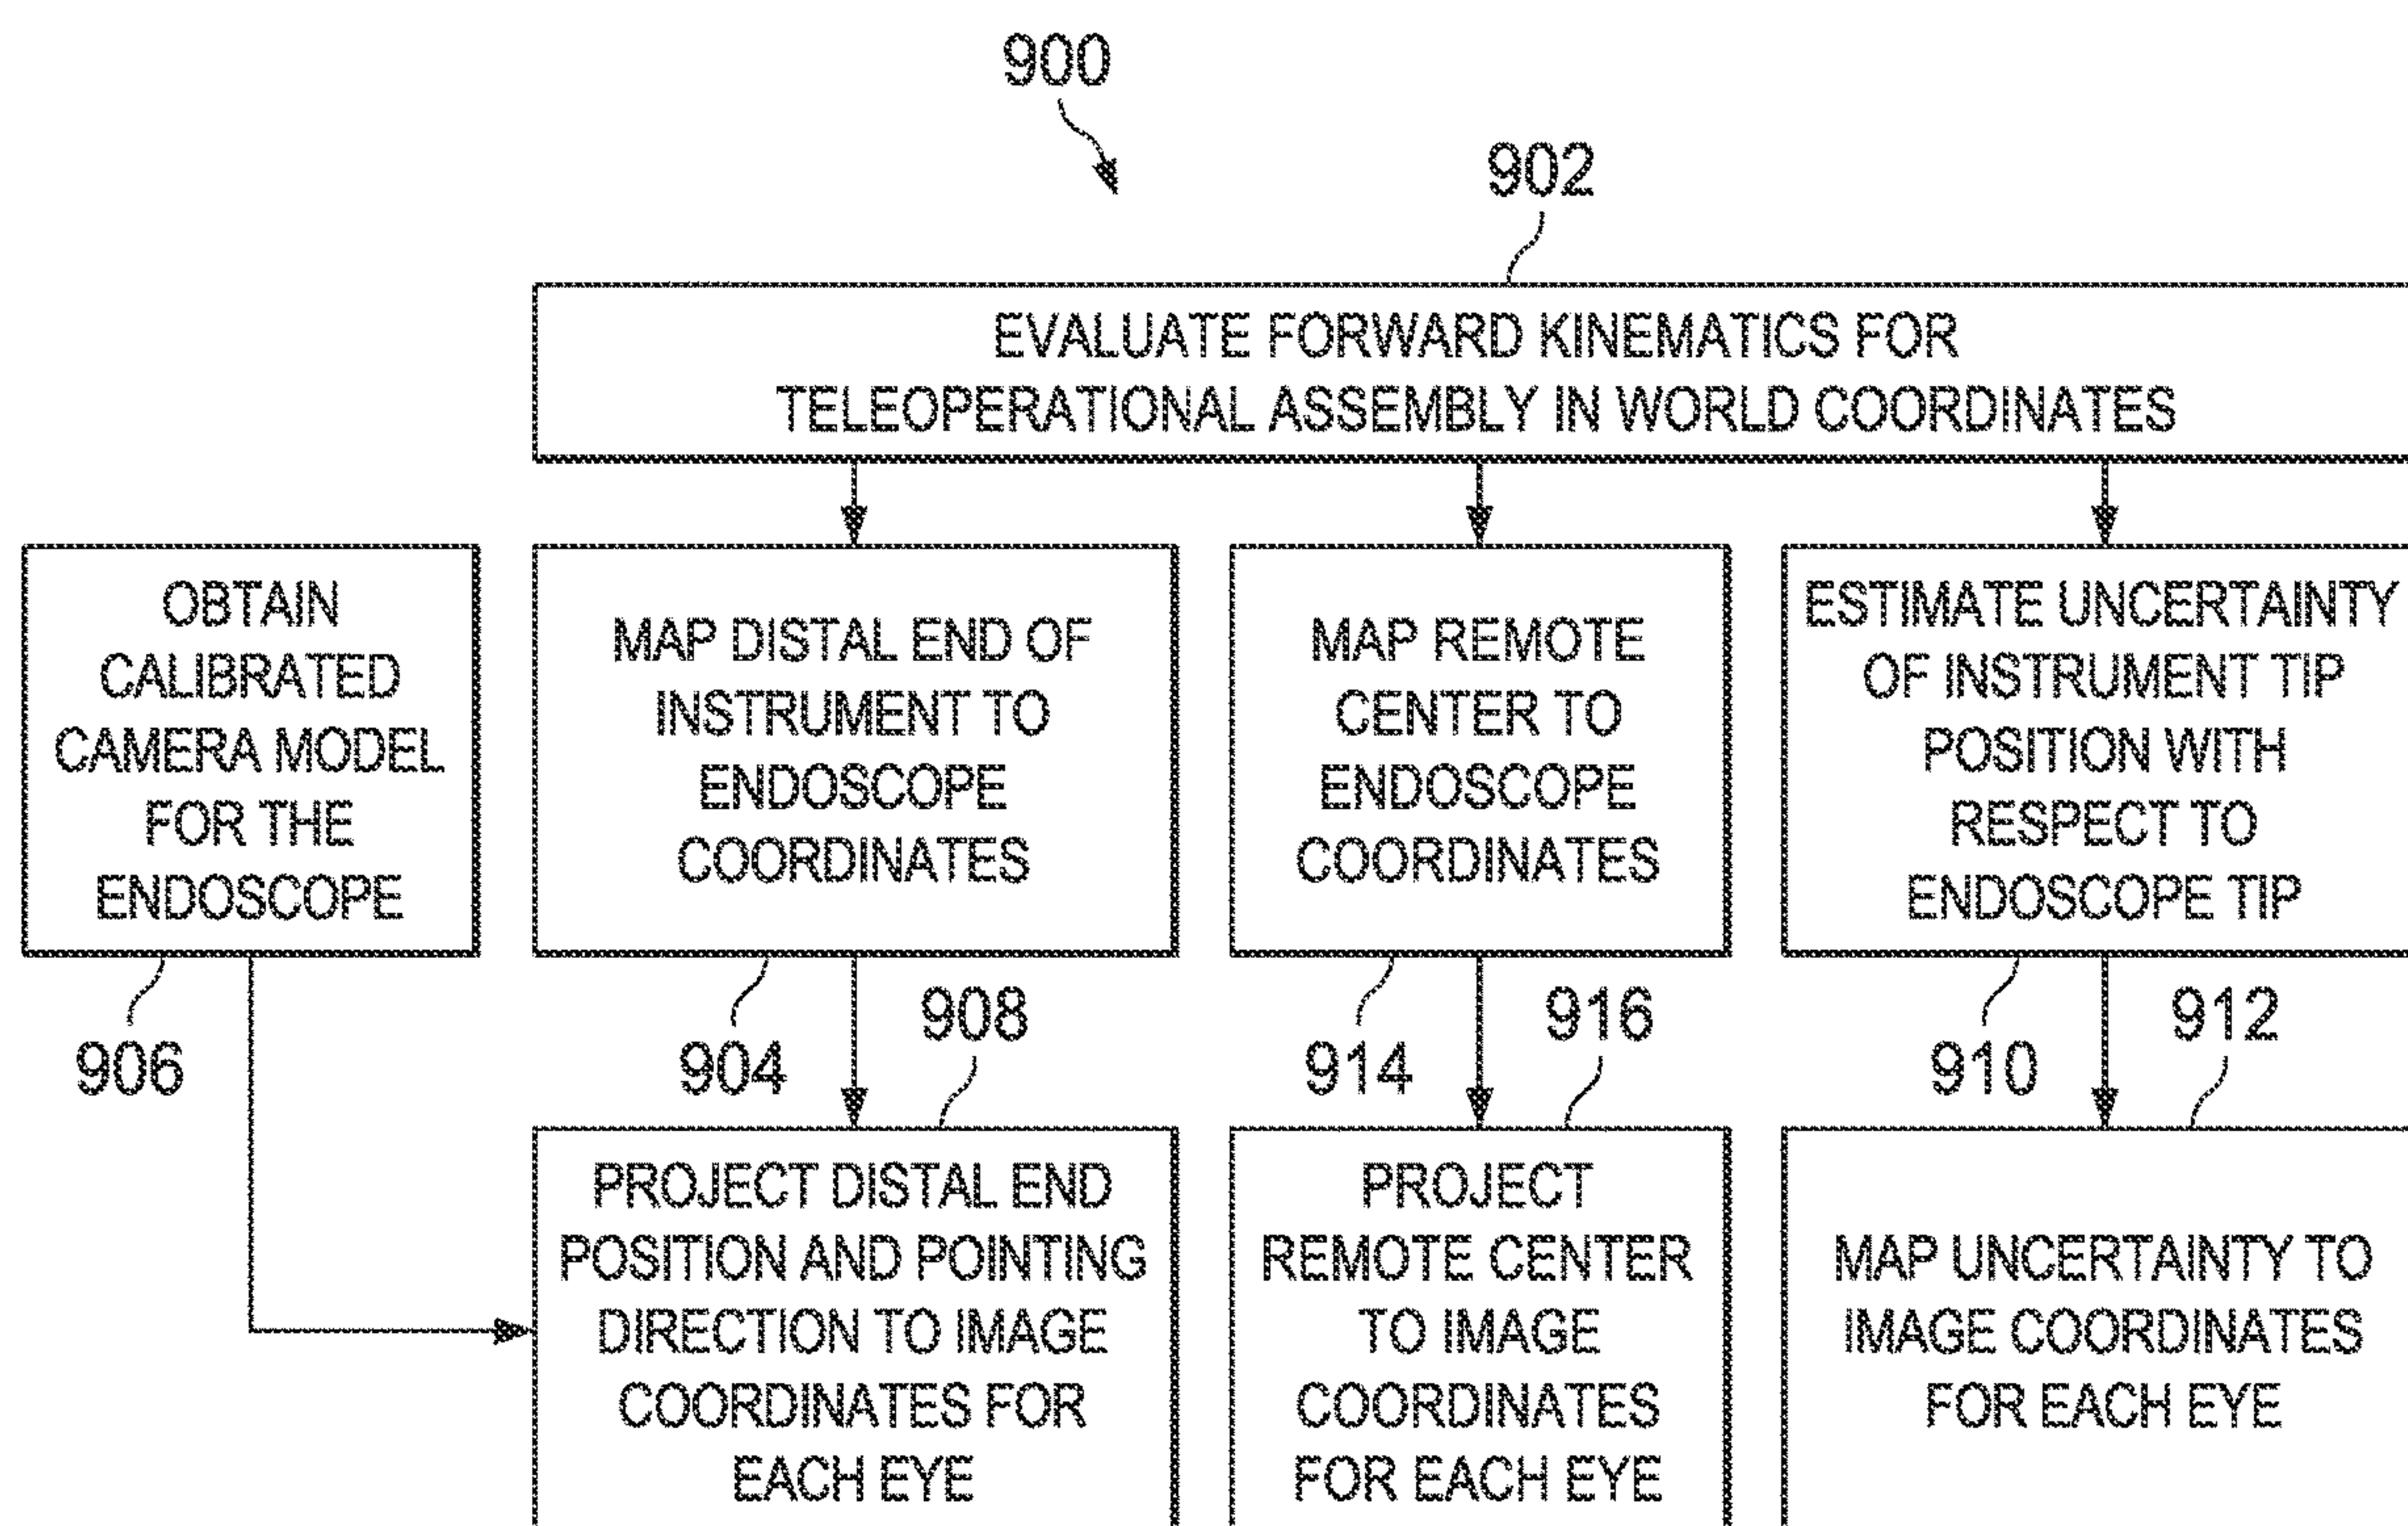 900
902
EVALUATE FORWARD KINEMATICS FOR
TELEOPERATIONAL ASSEMBLY IN WORLD COORDINATES
OBTAIN
CALIBRATED
CAMERA MODEL
FOR THE
ENDOSCOPE
MAP DISTAL END OF
INSTRUMENT TO
ENDOSCOPE
COORDINATES
MAP REMOTE
CENTER TO
ENDOSCOPE
COORDINATES
ESTIMATE UNCERTAINTY
OF INSTRUMENT TIP
POSITION WITH
RESPECT TO
ENDOSCOPE TIP
906
904
908
914
916
910
912
PROJECT DISTAL END
POSITION AND POINTING
DIRECTION TO IMAGE
COORDINATES FOR
EACH EYE
PROJECT
REMOTE CENTER
TO IMAGE
COORDINATES
FOR EACH EYE
MAP UNCERTAINTY TO
IMAGE COORDINATES
FOR EACH EYE